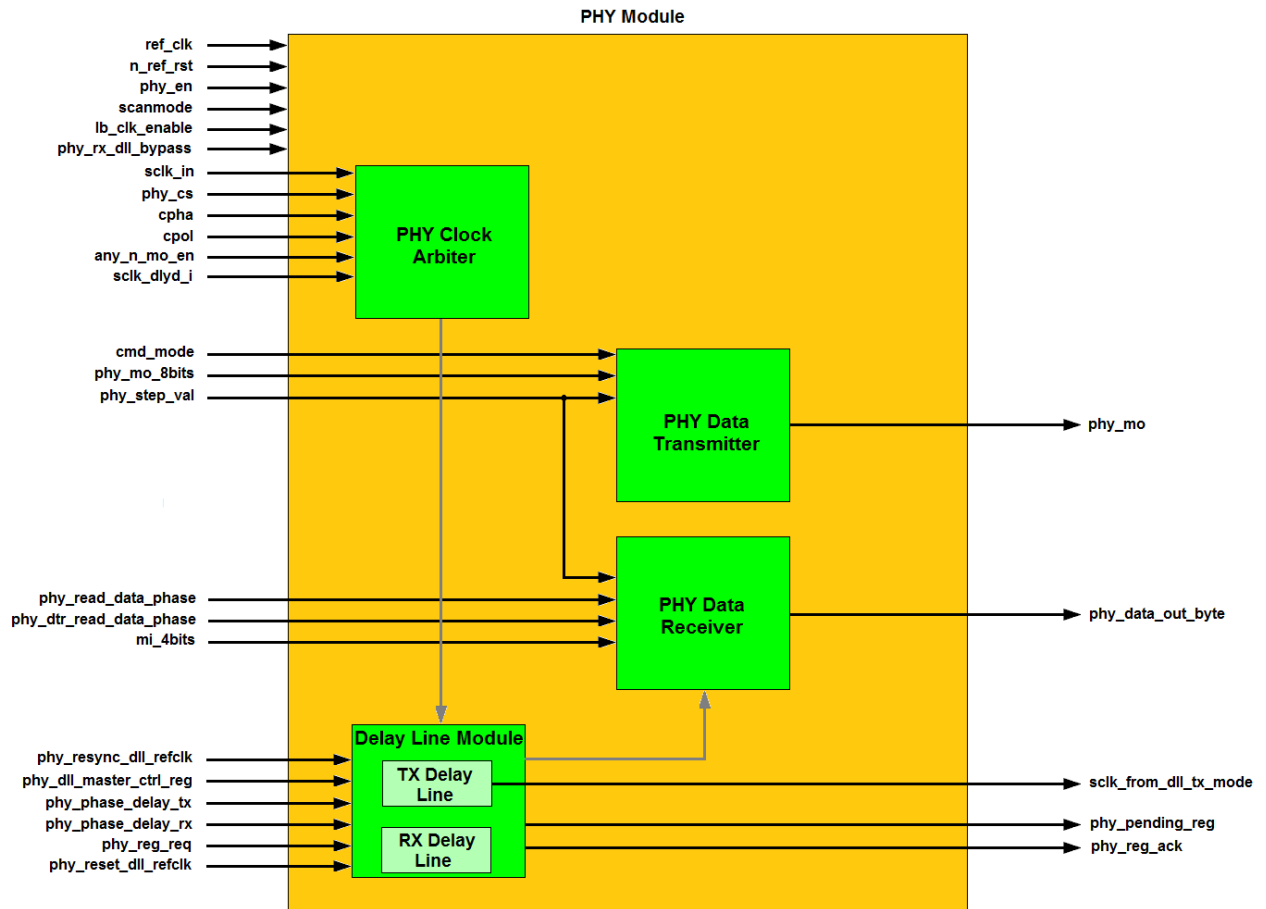 PHY Module
ref_clk
n_ref_rst
phy_en
scanmode
lb_clk_enable
phy_rx_dll_bypass
sclk_in
phy_cs
cpha
cpol
any_n_mo_en
sclk_dlyd_i
PHY Clock
Arbiter
cmd_mode
phy_mo_8bits
phy_step_val
PHY Data
Transmitter
phy_mo
phy_read_data_phase
phy_dtr_read_data_phase
mi_4bits
PHY Data
Receiver
phy_data_out_byte
phy_resync_dll_refclk
phy_dll_master_ctrl_reg
phy_phase_delay_tx
phy_phase_delay_rx
phy_reg_req
phy_reset_dll_refclk
Delay Line Module
TX Delay
Line
RX Delay
Line
sclk_from_dll_tx_mode
phy_pending_reg
phy_reg_ack